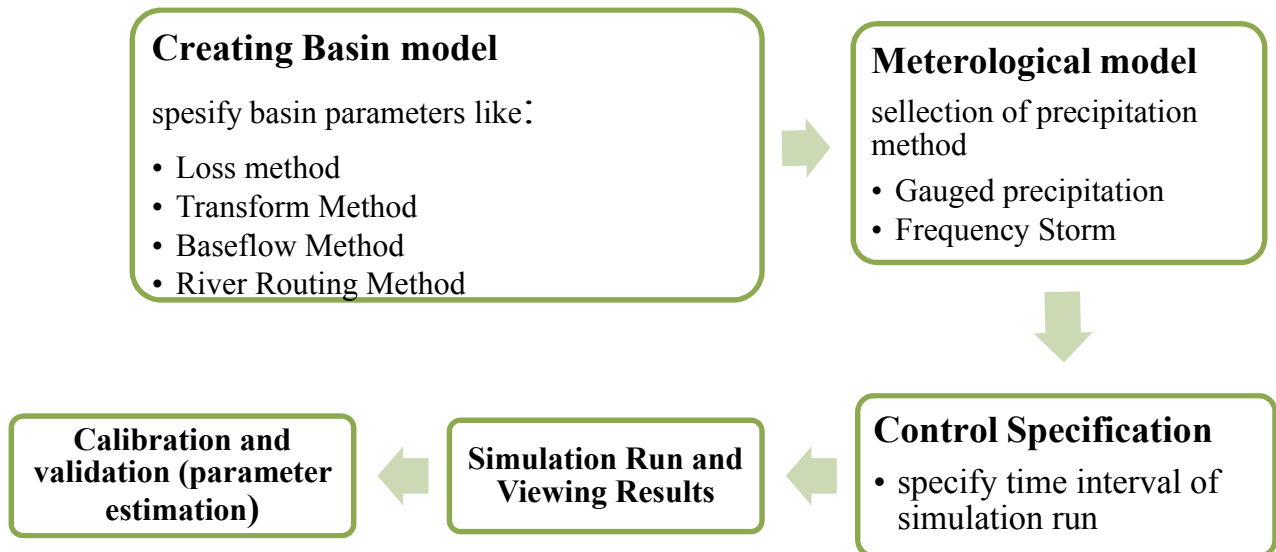 Creating Basin model
spesify basin parameters like:
• Loss method
• Transform Method
• Baseflow Method
• River Routing Method
Meterological model
sellection of precipitation
method
• Gauged precipitation
• Frequency Storm
Control Specification
• specify time interval of
simulation run
Simulation Run and
Viewing Results
Calibration and
validation (parameter
estimation)